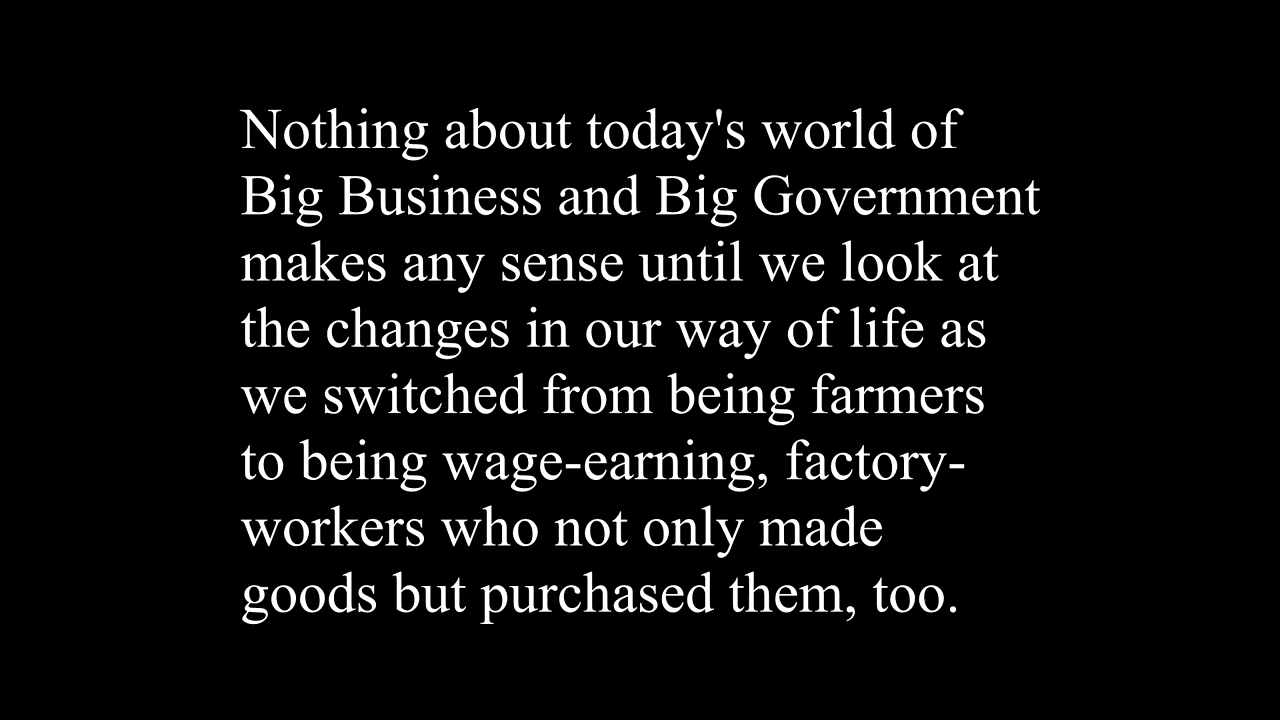 Nothing about today's world of
Big Business and Big Government
makes any sense until we look at
the changes in our way of life as
we switched from being farmers
to being wage-earning, factory-
workers who not only made
goods but purchased them, too.